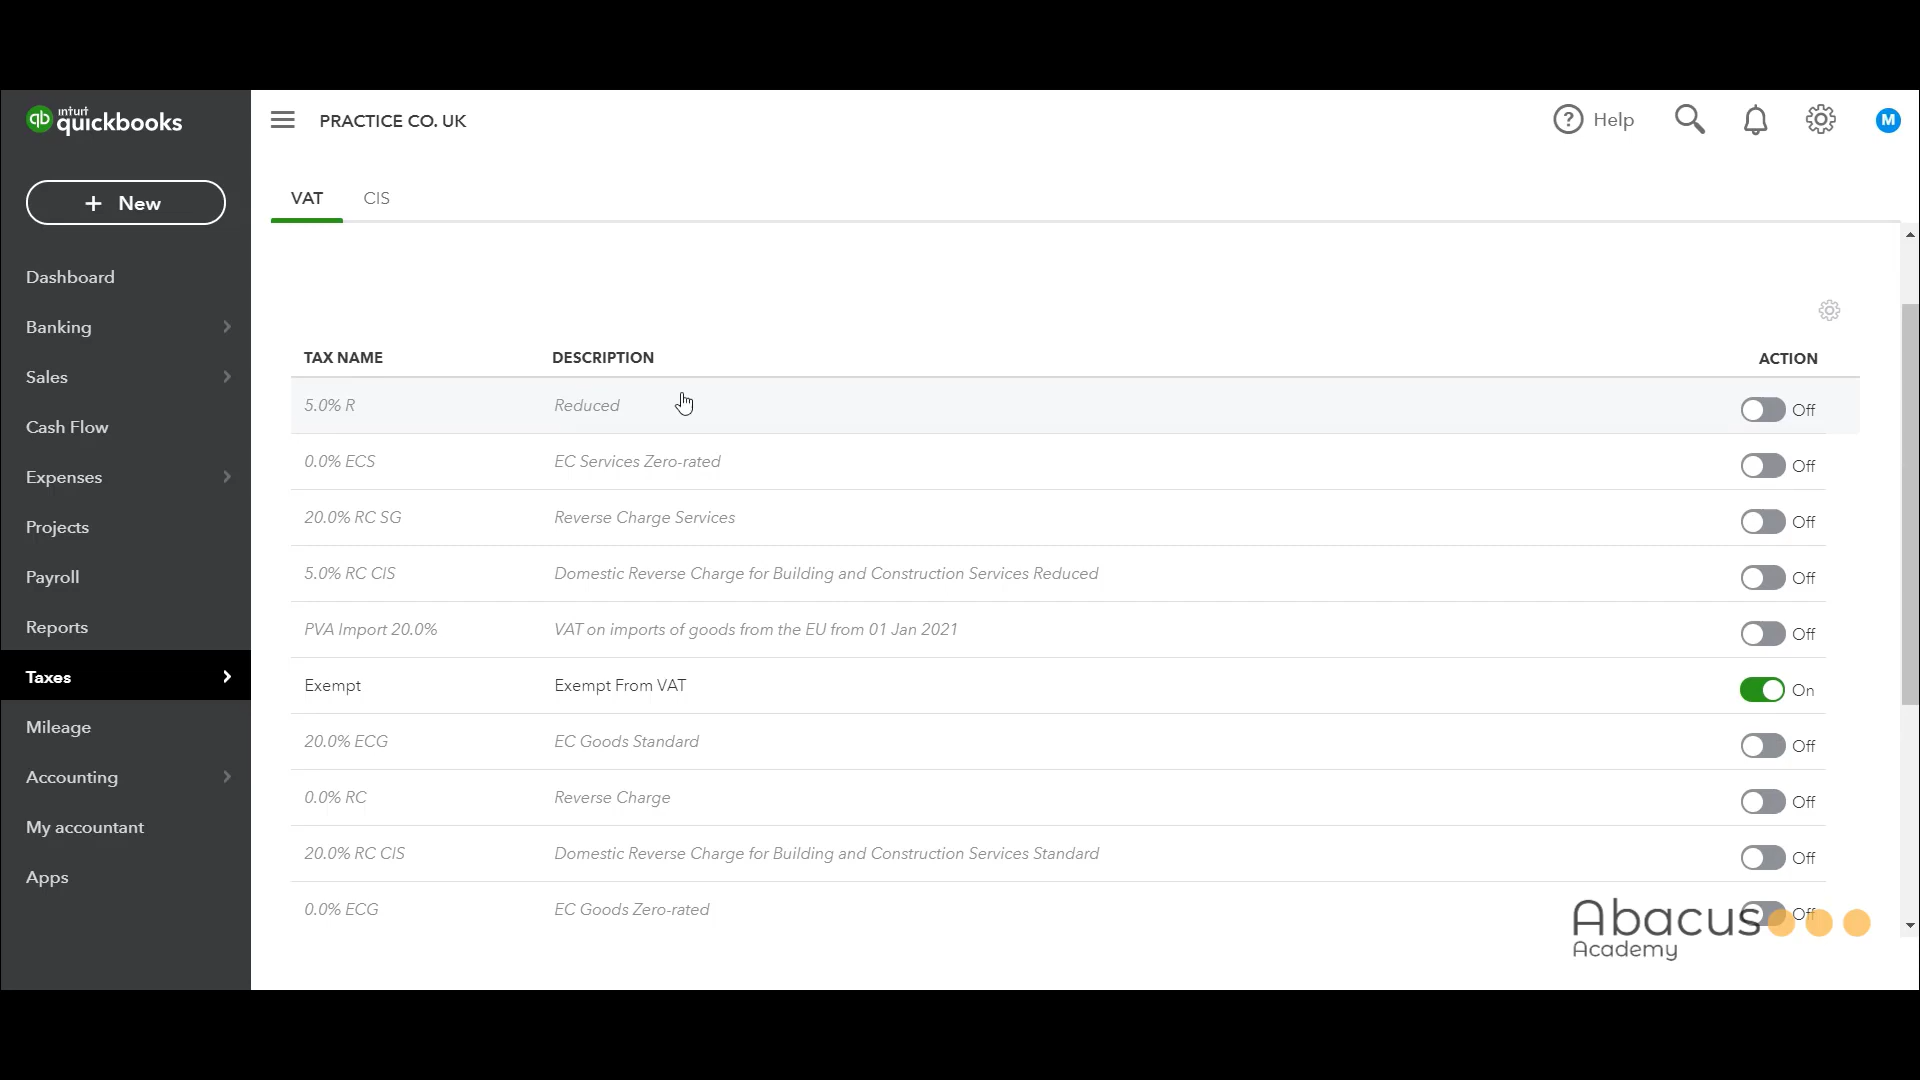 intuit
quickbooks
PRACTICE CO. UK
Help
M
+ New
VAT
CIS
Dashboard
Banking
Sales
Cash Flow
Expenses
Projects
Payroll
Reports
Taxes
Mileage
Accounting
My accountant
Apps
TAX NAME DESCRIPTION ACTION
5.0% R Reduced Off
0.0% ECS EC Services Zero-rated Off
20.0% RC SG Reverse Charge Services Off
5.0% RC CIS Domestic Reverse Charge for Building and Construction Services Reduced Off
PVA Import 20.0% VAT on imports of goods from the EU from 01 Jan 2021 Off
Exempt Exempt From VAT On
20.0% ECG EC Goods Standard Off
0.0% RC Reverse Charge Off
20.0% RC CIS Domestic Reverse Charge for Building and Construction Services Standard Off
0.0% ECG EC Goods Zero-rated Off
Abacus
Academy